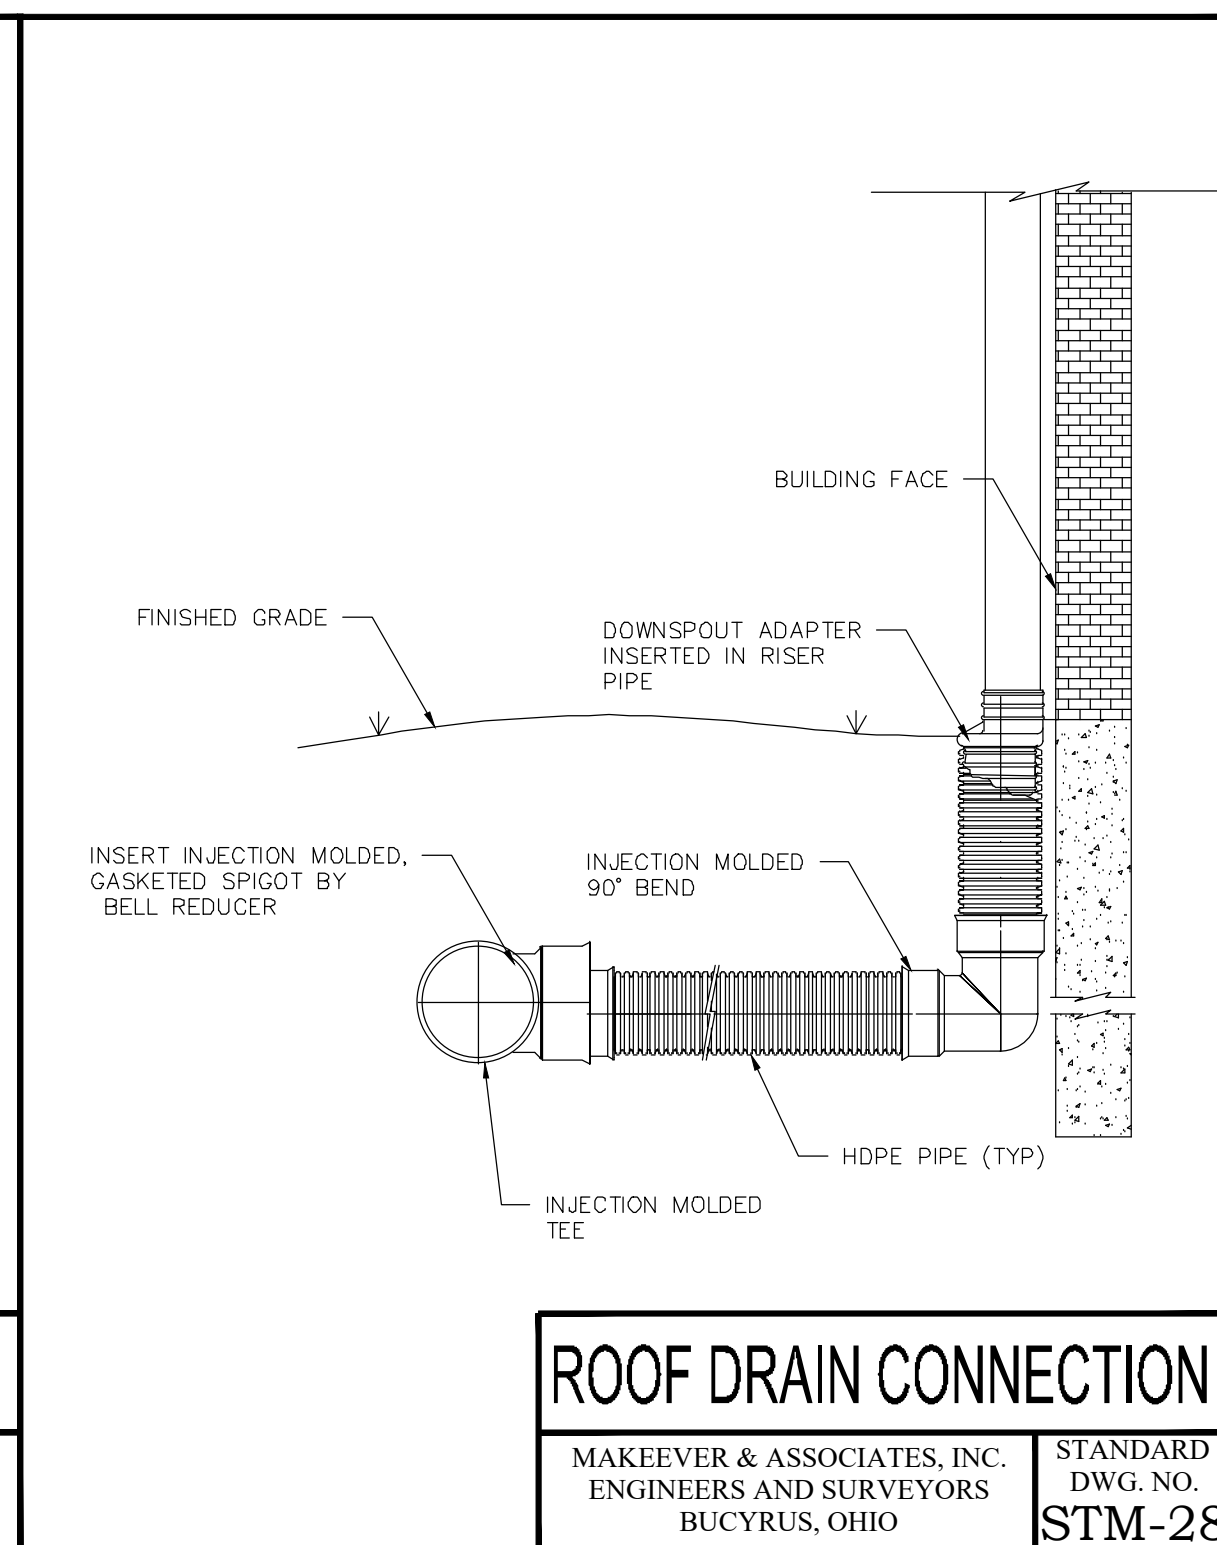 BUILDING FACE
FINISHED GRADE
DOWNSPOUT ADAPTER
INSERTED IN RISER
PIPE
INSERT INJECTION MOLDED,
GASKETED SPIGOT BY
BELL REDUCER
INJECTION MOLDED
90° BEND
HDPE PIPE (TYP)
INJECTION MOLDED
TEE
ROOF DRAIN CONNECTION
MAKEEVER & ASSOCIATES, INC.
ENGINEERS AND SURVEYORS
BUCYRUS, OHIO
STANDARD
DWG. NO.
STM-28